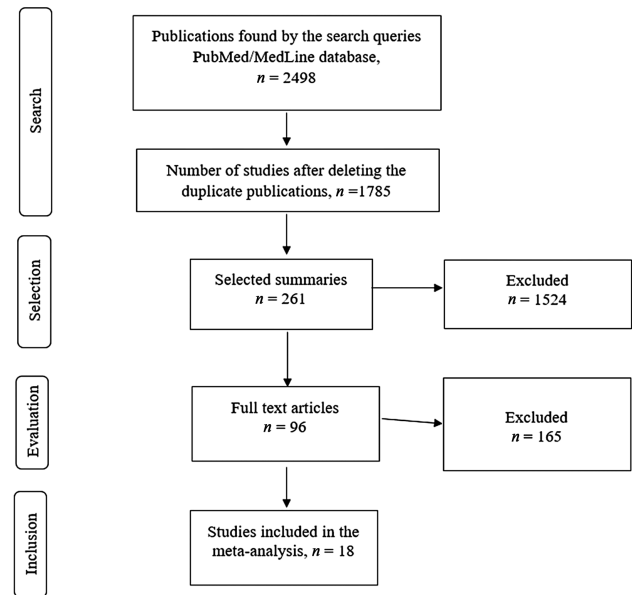 Search
Publications found by the search queries
PubMed/MedLine database,
n = 2498
Number of studies after deleting the
duplicate publications, n =1785
Selection
Selected summaries
n = 261
Excluded
n = 1524
Evaluation
Full text articles
n = 96
Excluded
n = 165
Inclusion
Studies included in the
meta-analysis, n = 18